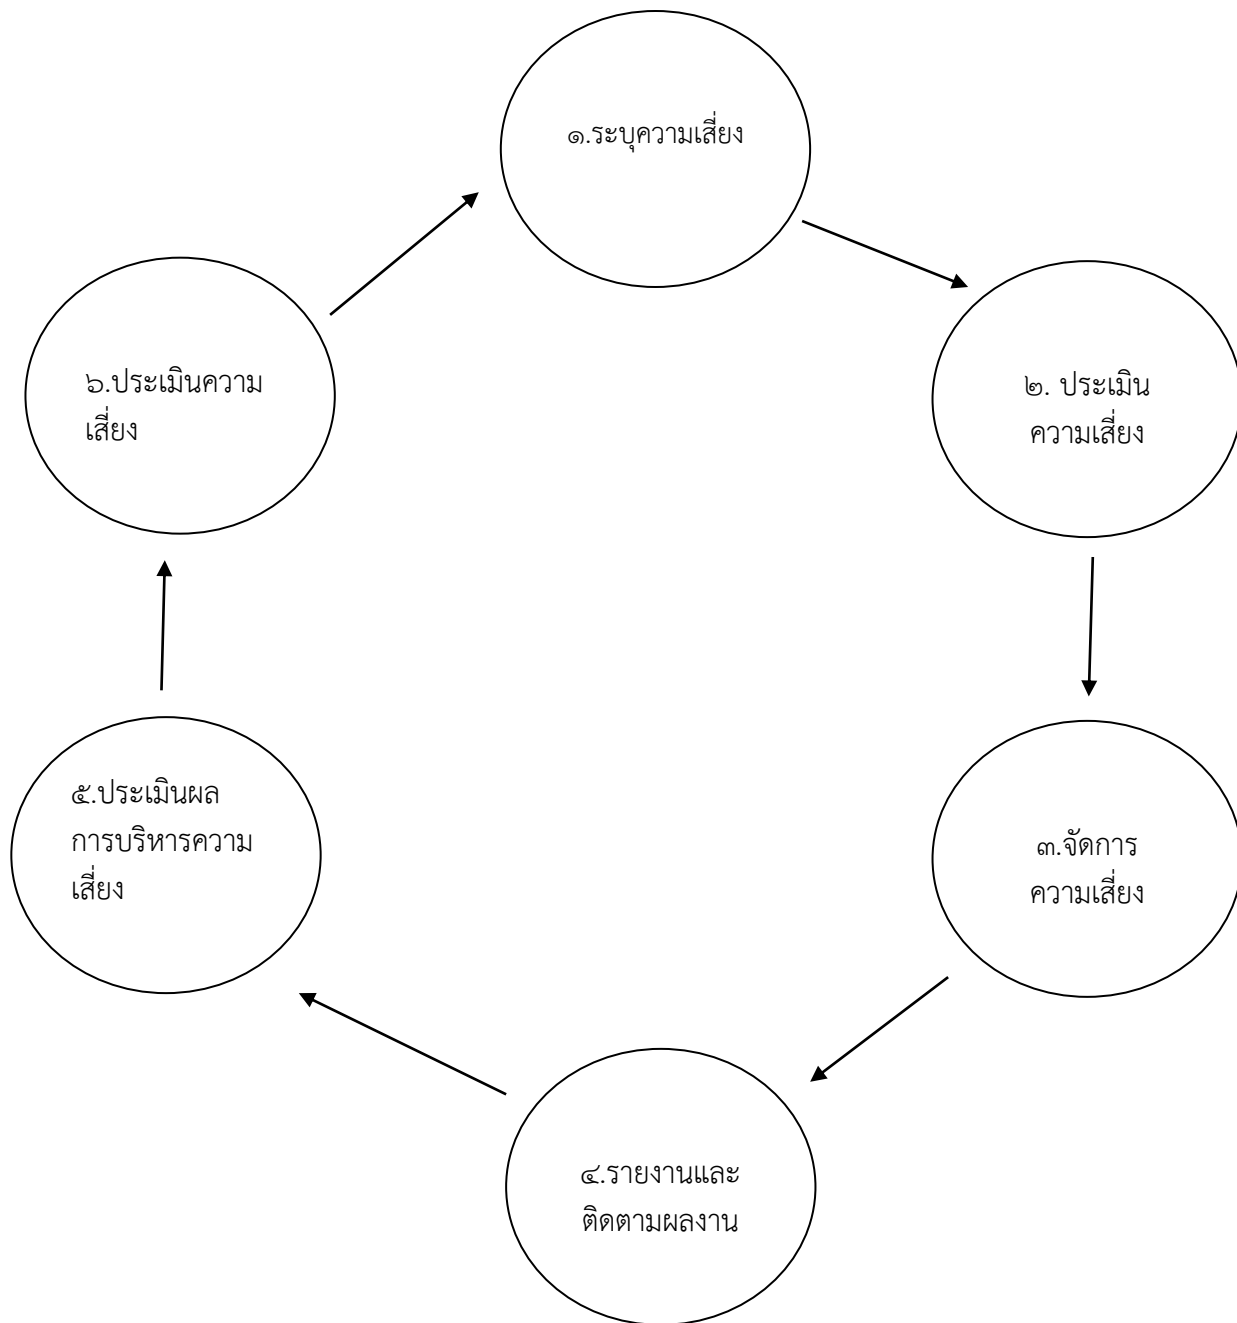 ๑.ระบุความเสี่ยง
๒. ประเมิน
ความเสี่ยง
๓.จัดการ
ความเสี่ยง
๔.รายงานและ
ติดตามผลงาน
๕.ประเมินผล
การบริหารความ
เสี่ยง
๖.ประเมินความ
เสี่ยง